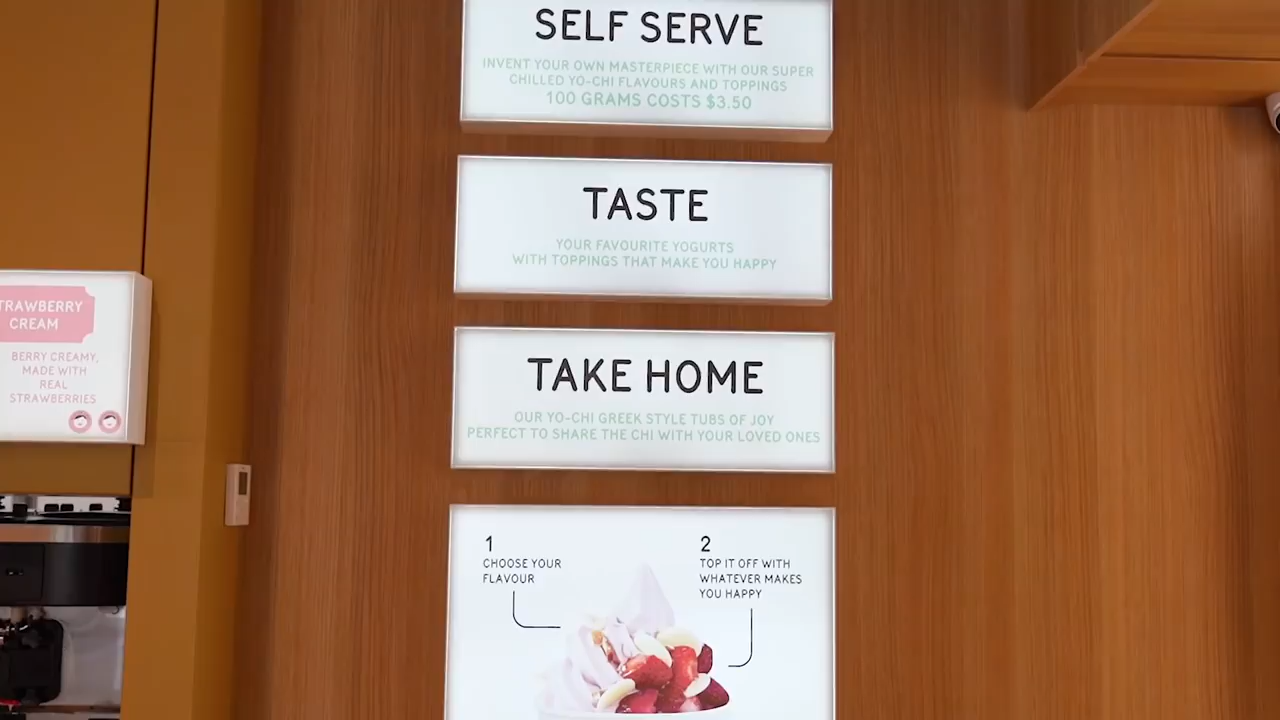 SELF SERVE
INVENT YOUR OWN MASTERPIECE WITH OUR SUPER
CHILLED YO-CHI FLAVOURS AND TOPPINGS
100 GRAMS COSTS $3.50
TASTE
YOUR FAVOURITE YOGURTS
WITH TOPPINGS THAT MAKE YOU HAPPY
TAKE HOME
OUR YO-CHI GREEK STYLE TUBS OF JOY
PERFECT TO SHARE THE CHI WITH YOUR LOVED ONES
1
CHOOSE YOUR
FLAVOUR
2
TOP IT OFF WITH
WHATEVER MAKES
YOU HAPPY
TRAWBERRY
CREAM
BERRY CREAMY,
MADE WITH
REAL
STRAWBERRIES